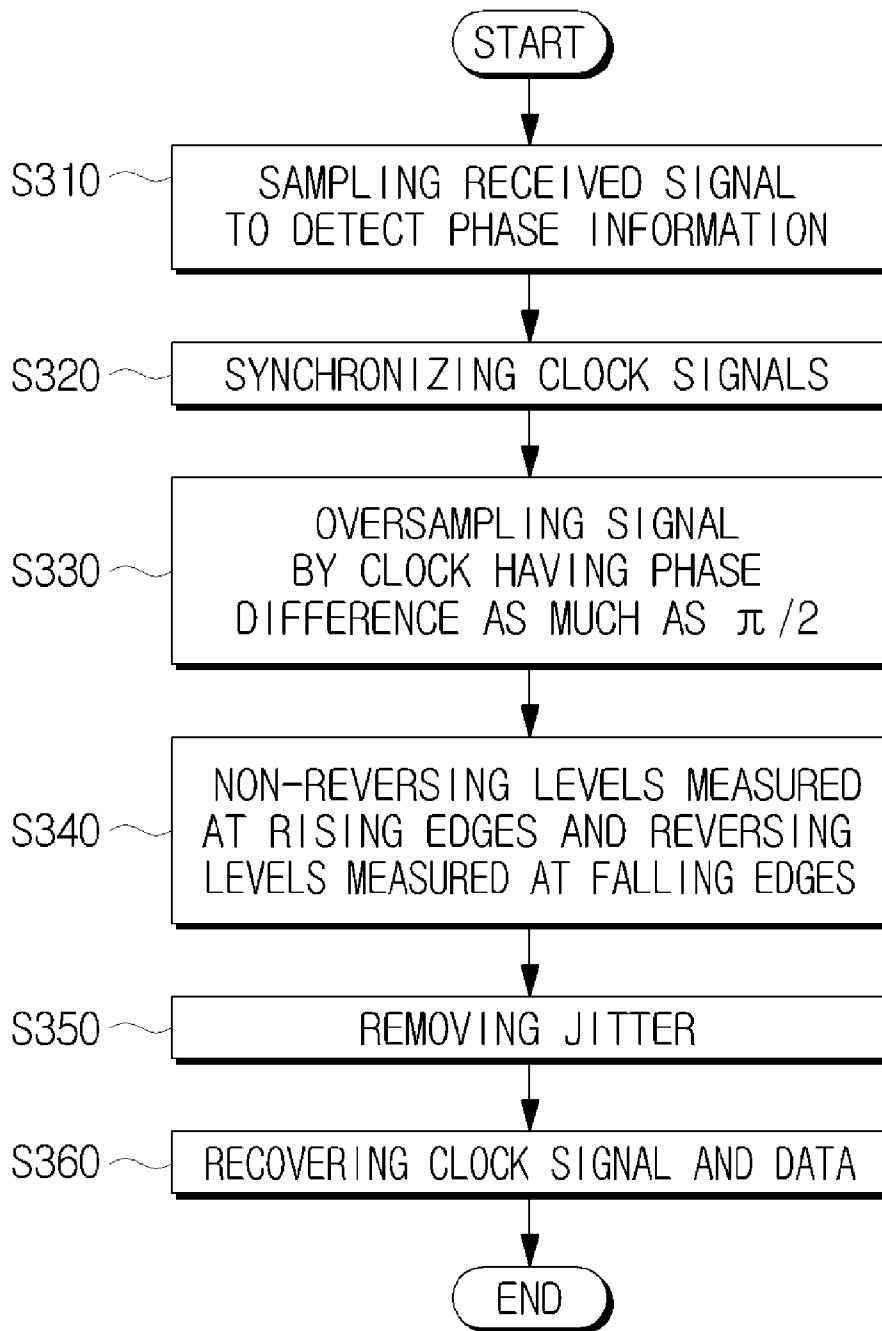 START
S310
SAMPLING RECEIVED SIGNAL
TO DETECT PHASE INFORMATION
S320
SYNCHRONIZING CLOCK SIGNALS
S330
OVERSAMPLING SIGNAL
BY CLOCK HAVING PHASE
DIFFERENCE AS MUCH AS π/2
S340
NON-REVERSING LEVELS MEASURED
AT RISING EDGES AND REVERSING
LEVELS MEASURED AT FALLING EDGES
S350
REMOVING JITTER
S360
RECOVERING CLOCK SIGNAL AND DATA
END